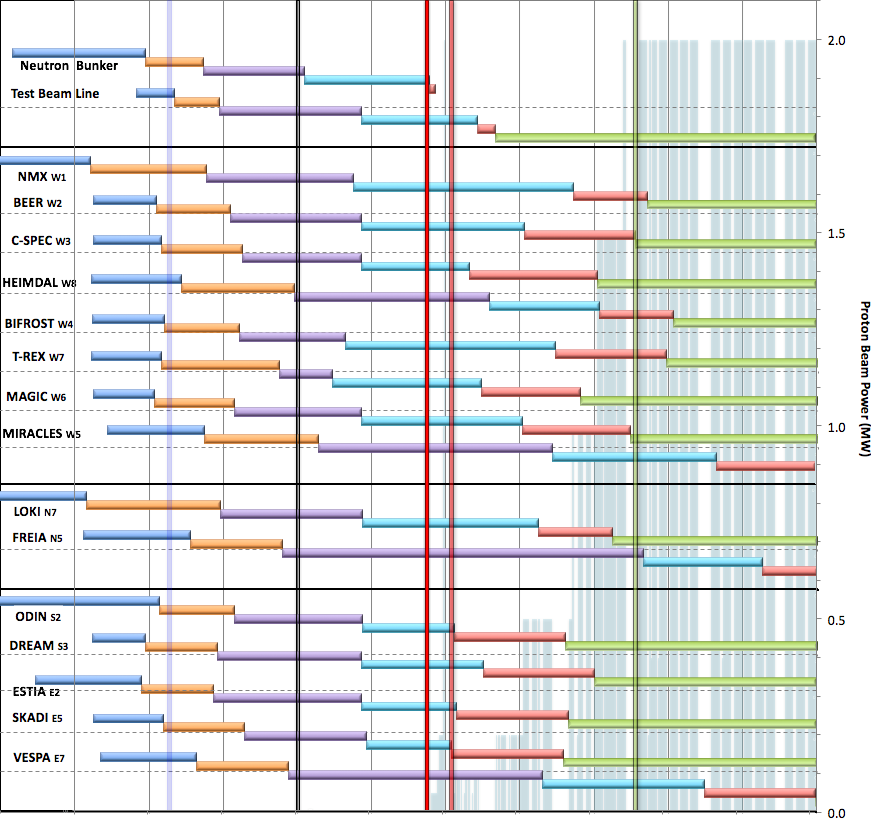 2.0
Neutron Bunker
Test Beam Line
NMX W1
BEER W2
1.5
C-SPEC W3
HEIMDAL W8
BIFROST W4
T-REX W7
MAGIC W6
1.0
MIRACLES W5
Proton Beam Power (MW)
LOKI N7
FREIA N5
ODIN S2
0.5
DREAM S3
ESTIA E2
SKADI E5
VESPA E7
0.0